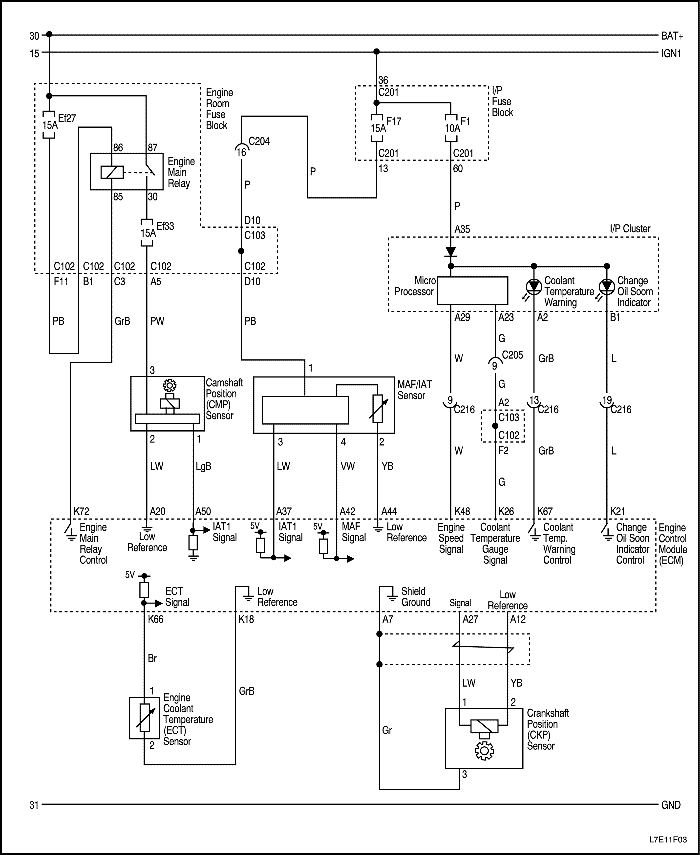 30 BAT+
15 IGN1
36
C201
I/P
Fuse
Block
Engine
Room
Fuse
Block
Ef27
15A
F17
15A
F1
10A
C204
16
86 87
Engine
Main
Relay
85 30
P
C201 C201
13 60
P
P
Ef33
15A
D10
C103
A35
I/P Cluster
C102 C102 C102 C102 C102
F11 B1 C3 A5 D10
Micro
Processor
Coolant
Temperature
Warning
Change
Oil Soon
Indicator
A29 A23 A2 B1
PB GrB PW PB
G
W GrB L
C205
9
G
1
3
Camshaft
Position
(CMP)
Sensor
MAF/IAT
Sensor
9 C216
A2
C103
C102
F2
13 C216
19 C216
2 1
3 4 2
LW LgB LW VW YB
W G GrB L
K72 A20 A50 A37 A42 A44 K48 K26 K67 K21
Engine
Main
Relay
Control
Low
Reference
IAT1
Signal
5V
IAT1
Signal
5V
MAF
Signal
Low
Reference
Engine
Speed
Signal
Coolant
Temperature
Gauge
Signal
Coolant
Temp.
Warning
Control
Change
Oil Soon
Indicator
Control
Engine
Control
Module
(ECM)
5V
ECT
Signal
Low
Reference
Shield
Ground
Signal
Low
Reference
K66 K18 A7 A27 A12
Br
GrB
LW YB
Gr
1
Engine
Coolant
Temperature
(ECT)
Sensor
2
1 2
Crankshaft
Position
(CKP)
Sensor
3
31 GND
L7E11F03